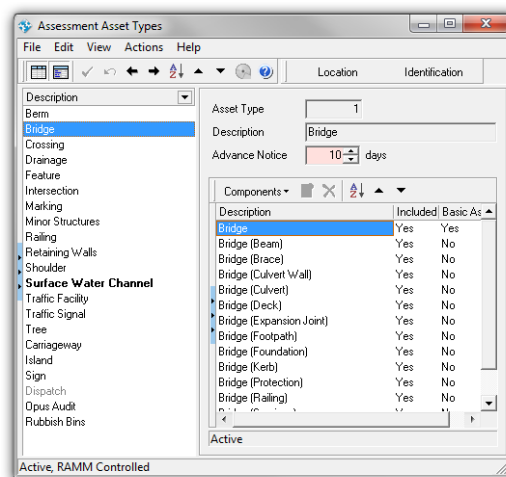 Assessment Asset Types
File Edit View Actions Help
Location Identification
Description
Berm
Bridge
Crossing
Drainage
Feature
Intersection
Marking
Minor Structures
Railing
Retaining Walls
Shoulder
Surface Water Channel
Traffic Facility
Traffic Signal
Tree
Carriageway
Island
Sign
Dispatch
Opus Audit
Rubbish Bins
Asset Type 1
Description Bridge
Advance Notice 10 days
Components
Description Included Basic As
Bridge Yes Yes
Bridge (Beam) Yes No
Bridge (Brace) Yes No
Bridge (Culvert Wall) Yes No
Bridge (Culvert) Yes No
Bridge (Deck) Yes No
Bridge (Expansion Joint) Yes No
Bridge (Footpath) Yes No
Bridge (Foundation) Yes No
Bridge (Kerb) Yes No
Bridge (Protection) Yes No
Bridge (Railing) Yes No
Active
Active, RAMM Controlled